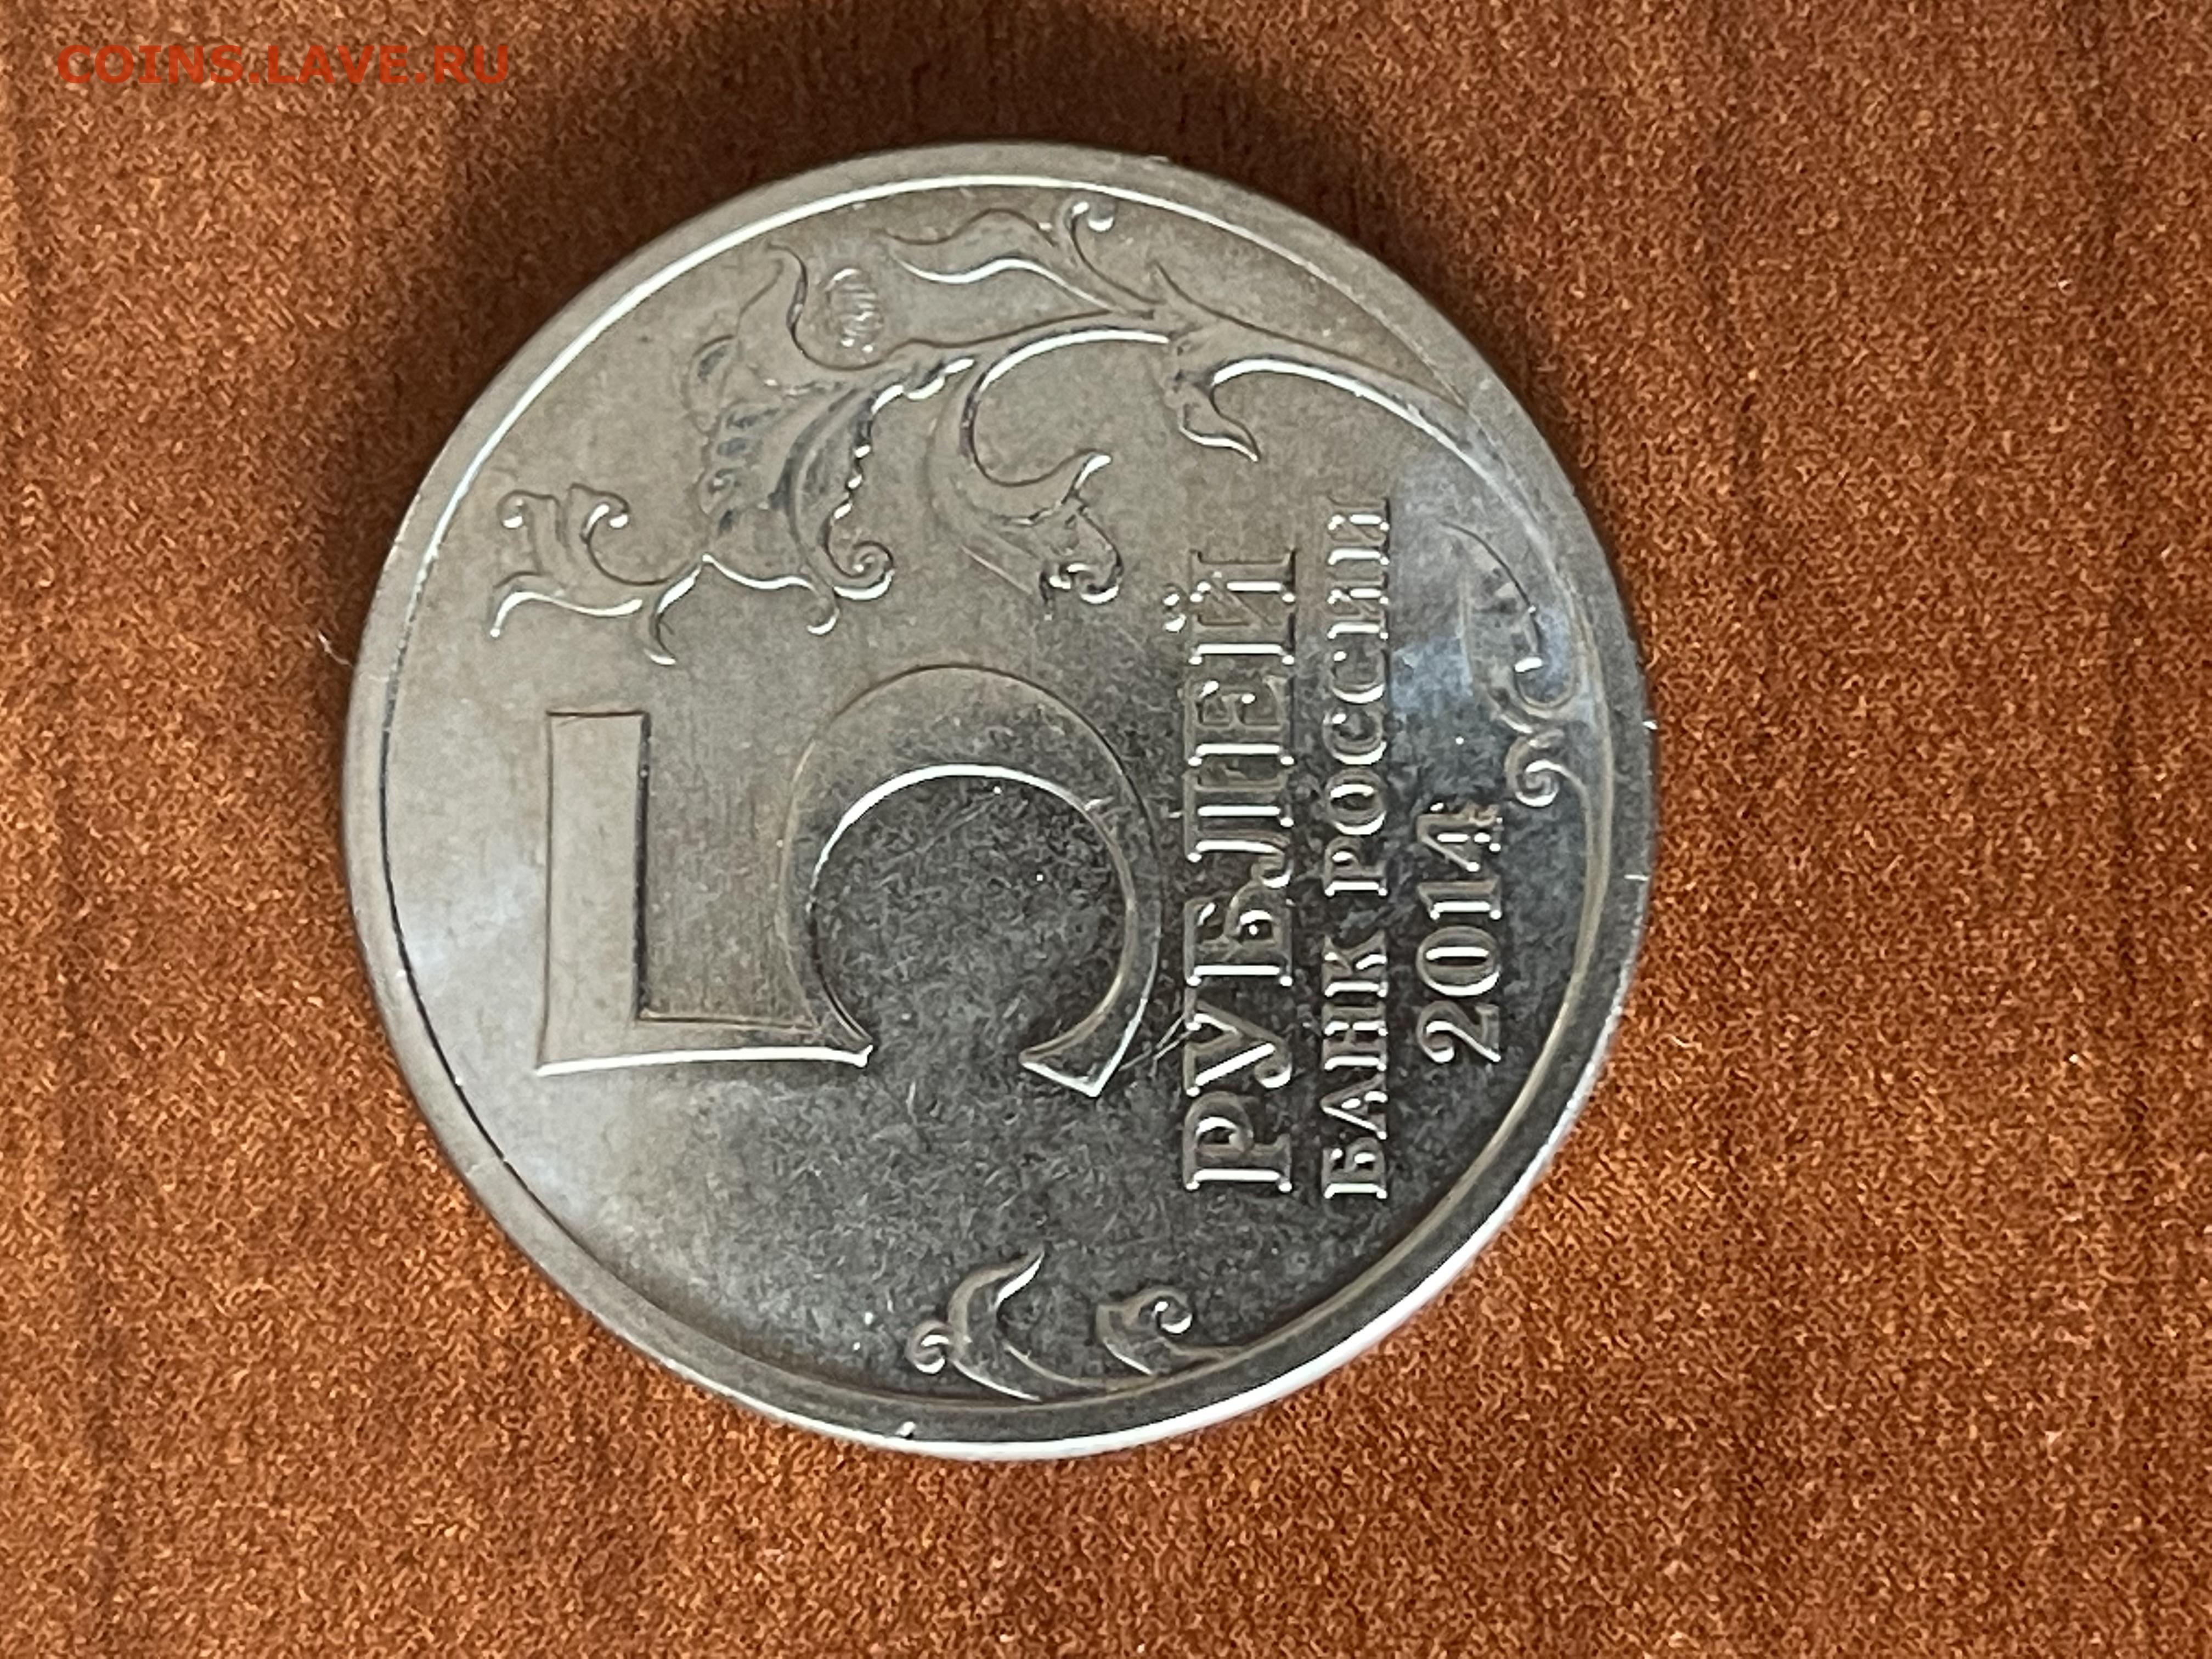 COINS.LAVE.RU
5
РУБЛЕЙ
БАНК РОССИИ
2014